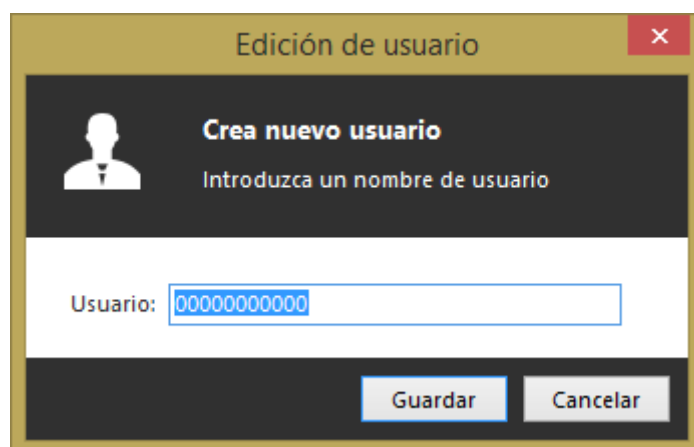 Edición de usuario
Crea nuevo usuario
Introduzca un nombre de usuario
Usuario: 00000000000
Guardar Cancelar